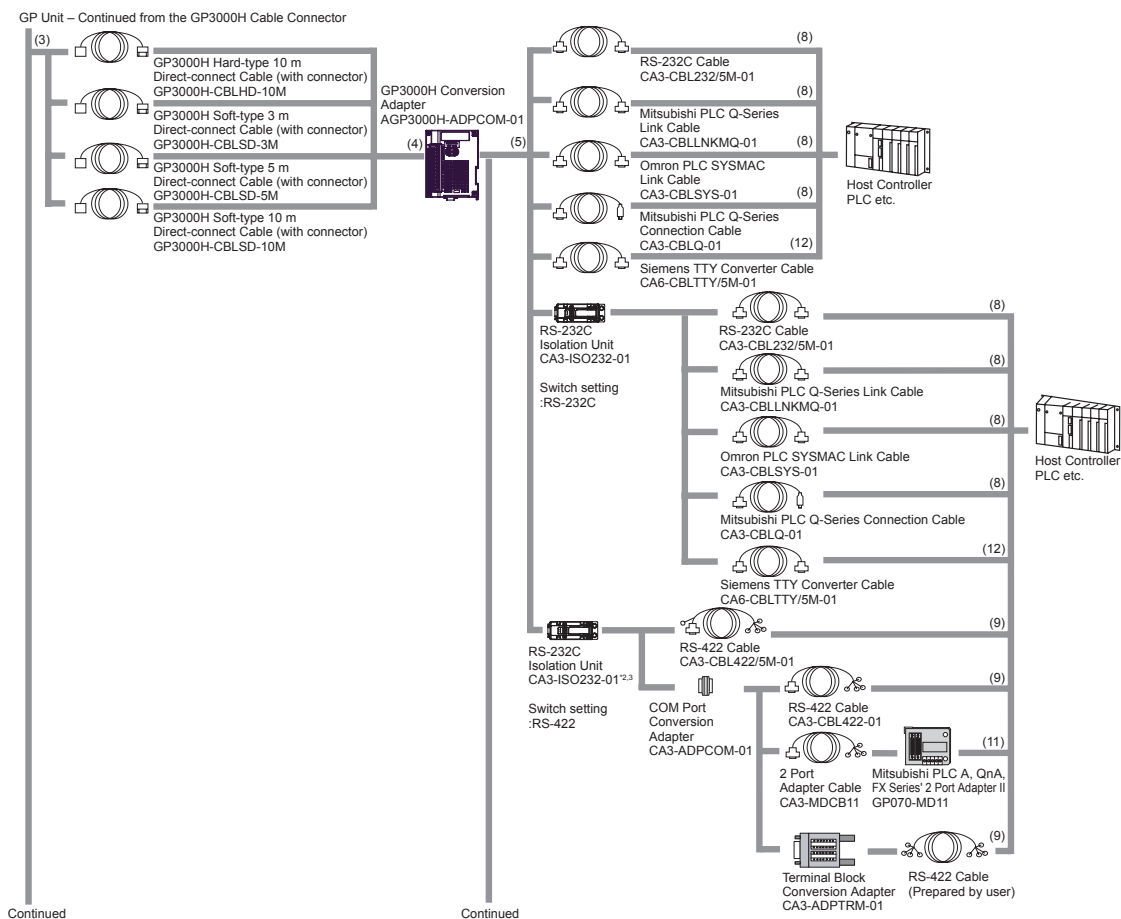 GP Unit – Continued from the GP3000H Cable Connector
(3)
GP3000H Hard-type 10 m
Direct-connect Cable (with connector)
GP3000H-CBLHD-10M
GP3000H Soft-type 3 m
Direct-connect Cable (with connector)
GP3000H-CBLSD-3M
GP3000H Soft-type 5 m
Direct-connect Cable (with connector)
GP3000H-CBLSD-5M
GP3000H Soft-type 10 m
Direct-connect Cable (with connector)
GP3000H-CBLSD-10M
GP3000H Conversion
Adapter
AGP3000H-ADPCOM-01
(4)
(5)
(8)
RS-232C Cable
CA3-CBL232/5M-01
(8)
Mitsubishi PLC Q-Series
Link Cable
CA3-CBLLNKMQ-01
(8)
Omron PLC SYSMAC
Link Cable
CA3-CBLSYS-01
(8)
Mitsubishi PLC Q-Series
Connection Cable
CA3-CBLQ-01
(12)
Siemens TTY Converter Cable
CA6-CBLTTY/5M-01
Host Controller
PLC etc.
RS-232C
Isolation Unit
CA3-ISO232-01
Switch setting
:RS-232C
(8)
RS-232C Cable
CA3-CBL232/5M-01
(8)
Mitsubishi PLC Q-Series Link Cable
CA3-CBLLNKMQ-01
(8)
Omron PLC SYSMAC Link Cable
CA3-CBLSYS-01
(8)
Mitsubishi PLC Q-Series Connection Cable
CA3-CBLQ-01
(12)
Siemens TTY Converter Cable
CA6-CBLTTY/5M-01
Host Controller
PLC etc.
RS-232C
Isolation Unit
CA3-ISO232-01*2,3
Switch setting
:RS-422
(9)
RS-422 Cable
CA3-CBL422/5M-01
COM Port
Conversion
Adapter
CA3-ADPCOM-01
(9)
RS-422 Cable
CA3-CBL422-01
(11)
2 Port
Adapter Cable
CA3-MDCB11
Mitsubishi PLC A, QnA,
FX Series' 2 Port Adapter II
GP070-MD11
(9)
Terminal Block
Conversion Adapter
CA3-ADPTRM-01
RS-422 Cable
(Prepared by user)
Continued
Continued